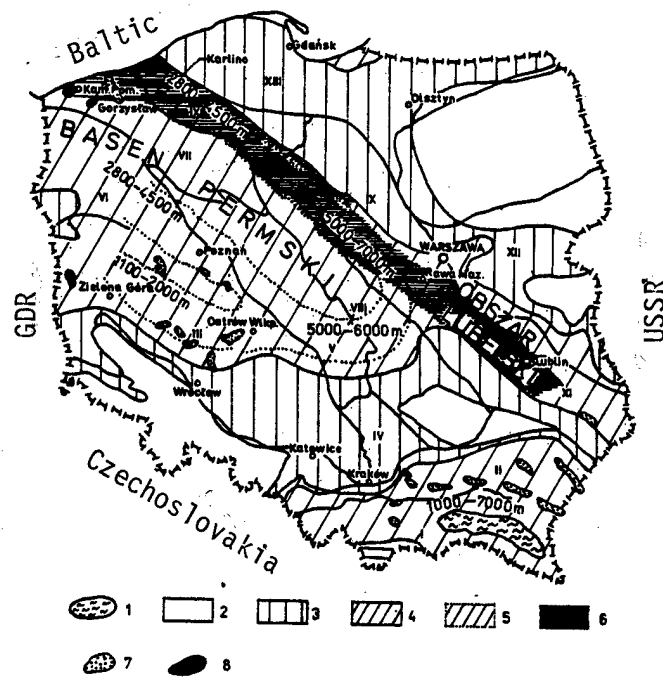 Baltic
Gdańsk
Karlino
XIII
Olsztyn
Kam. Pom.
Gorzysław
2800-4500m
BASEN PERMSKI
VII
2800-4500m
VI
X
5000-7000m
WARSZAWA
XII
Rawa Maz.
Poznań
1100-2000m
Zielona Góra
GDR
USSR
VIII
5000-6000m
V
OBSZAR
LUBELSKI
Lublin
XI
Ostrów Wlkp.
III
Wrocław
IV
Katowice
Kraków
II
1000-7000m
Czechoslovakia
1 2 3 4 5 6
7 8